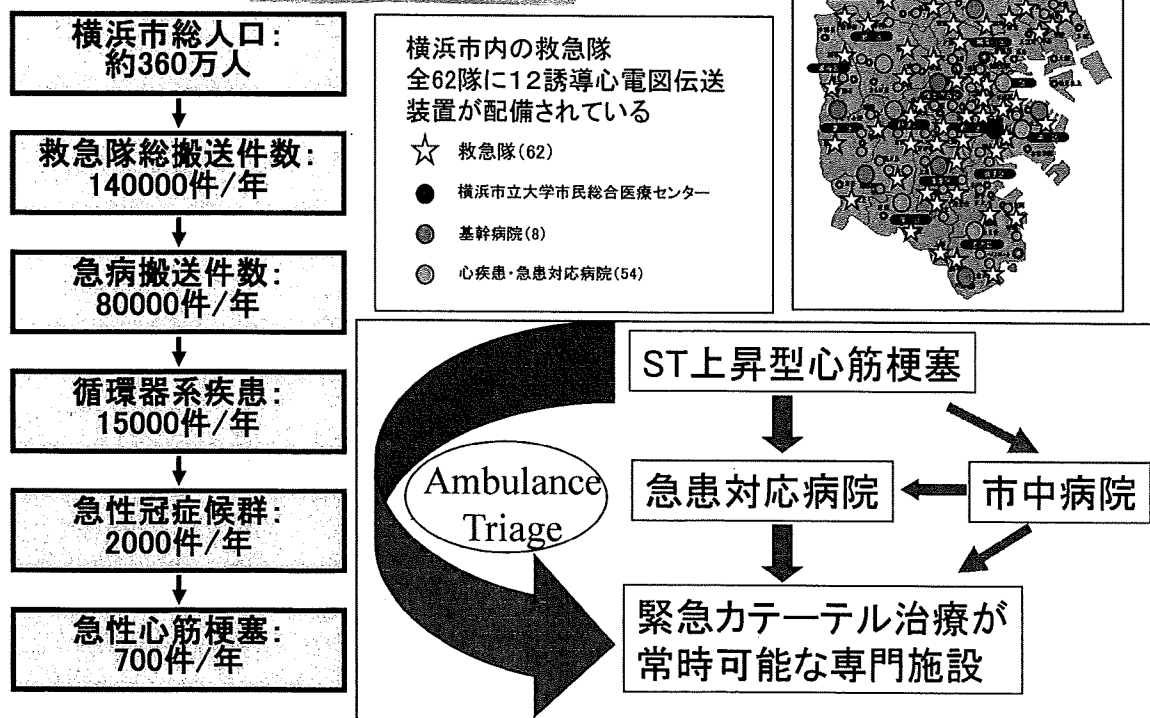 横浜市総人口:
約360万人
救急隊総搬送件数:
140000件/年
急病搬送件数:
80000件/年
循環器系疾患:
15000件/年
急性冠症候群:
2000件/年
急性心筋梗塞:
700件/年
横浜市内の救急隊
全62隊に12誘導心電図伝送
装置が配備されている
救急隊(62)
横浜市立大学市民総合医療センター
基幹病院(8)
心疾患・急患対応病院(54)
ST上昇型心筋梗塞
Ambulance
Triage
急患対応病院
市中病院
緊急カテーテル治療が
常時可能な専門施設